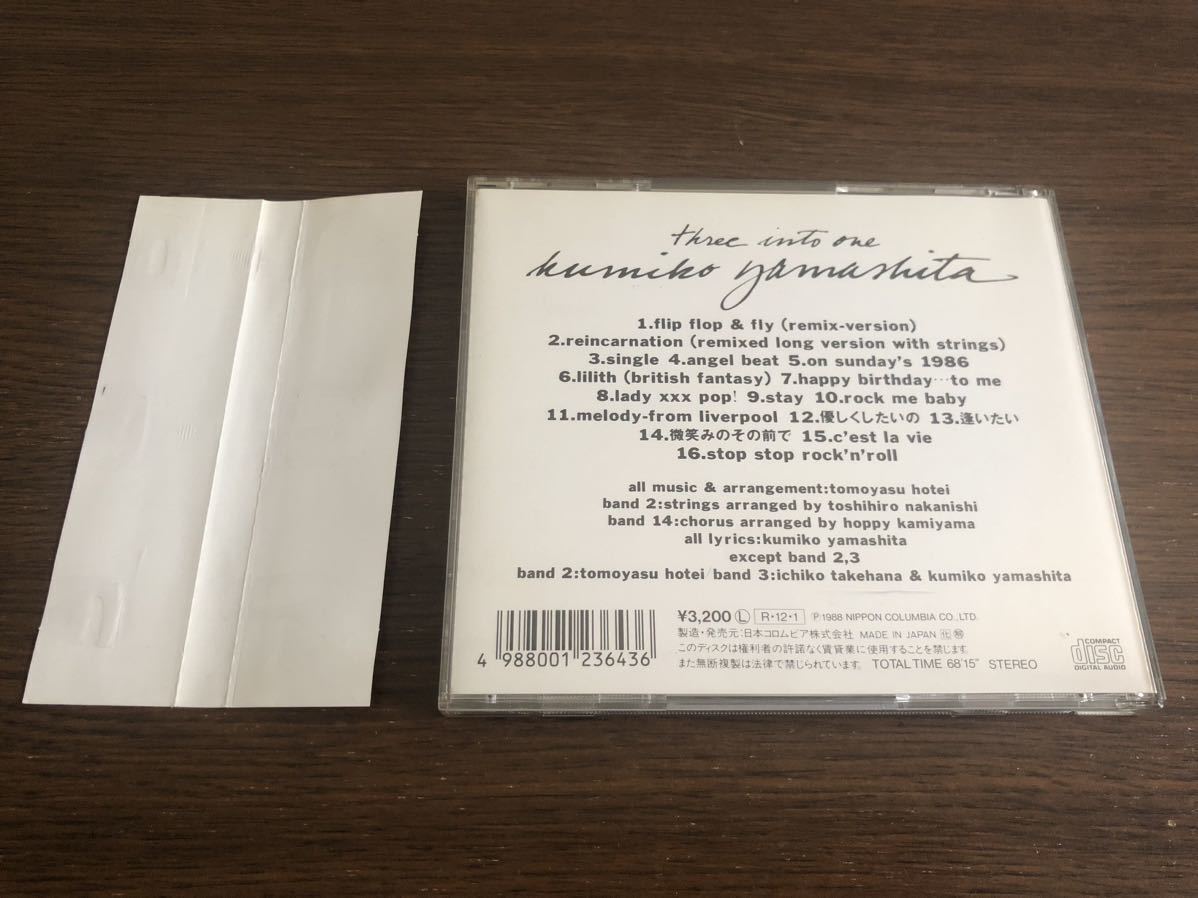 three into one
kumiko yamashita
1.flip flop & fly (remix-version)
2.reincarnation (remixed long version with strings)
3.single 4.angel beat 5.on sunday's 1986
6.lilith (british fantasy) 7.happy birthday…to me
8.lady xxx pop! 9.stay 10.rock me baby
11.melody-from liverpool 12.優しくしたいの 13.逢いたい
14.微笑みのその前で 15.c'est la vie
16.stop stop rock'n'roll
all music & arrangement:tomoyasu hotei
band 2:strings arranged by toshihiro nakanishi
band 14:chorus arranged by hoppy kamiyama
all lyrics:kumiko yamashita
except band 2,3
band 2:tomoyasu hotei/band 3:ichiko takehana & kumiko yamashita
¥3,200 Ⓛ R・12・1 Ⓟ1988 NIPPON COLUMBIA CO.,LTD.
製造・発売元:日本コロムビア株式会社 MADE IN JAPAN
このディスクは権利者の許諾なく賃貸業に使用することを禁じます。
また無断複製は法律で禁じられています。 TOTAL TIME 68'15" STEREO
4 988001 236436
COMPACT
disc
DIGITAL AUDIO